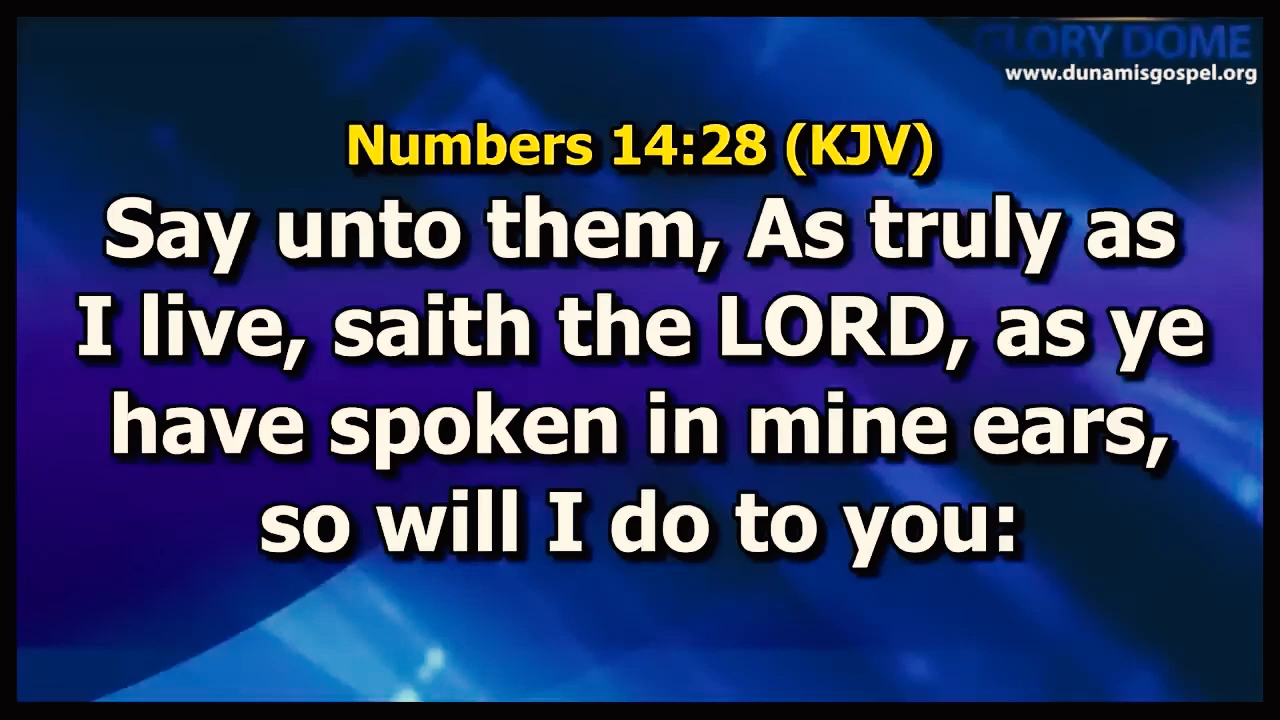 GLORY DOME
www.dunamisgospel.org
Numbers 14:28 (KJV)
Say unto them, As truly as
I live, saith the LORD, as ye
have spoken in mine ears,
so will I do to you: